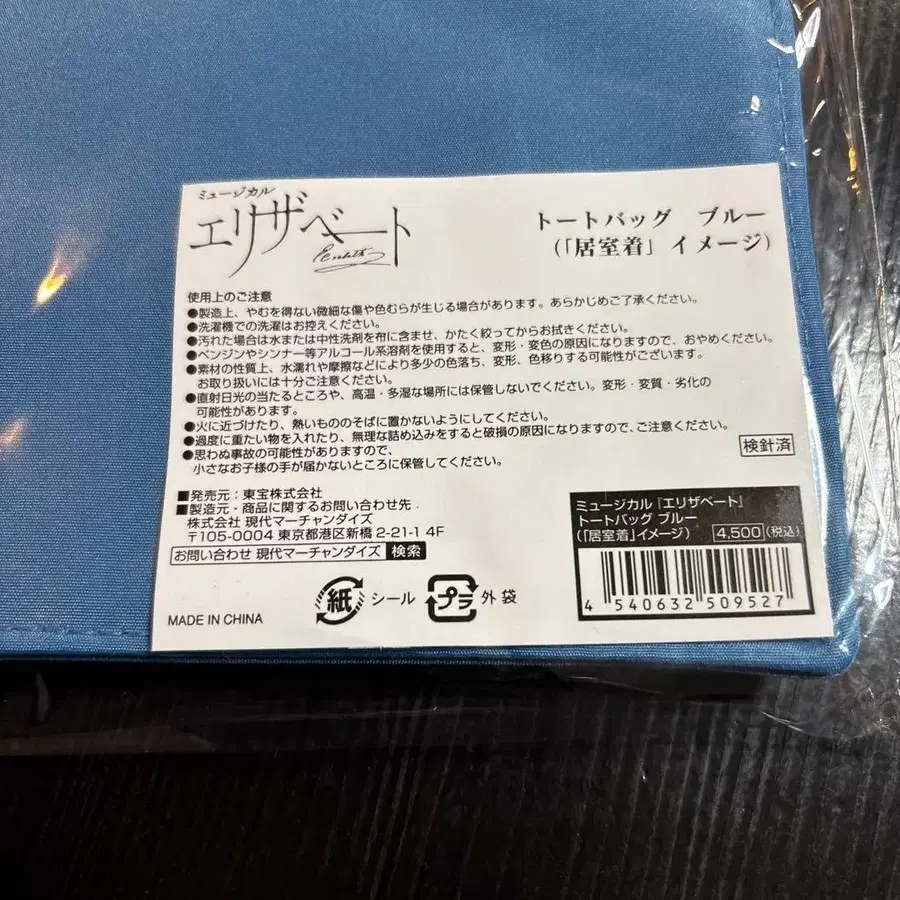 ミュージカル
エリザベート
Elisabeth
トートバッグ ブルー
(「居室着」イメージ)
使用上のご注意
●製造上、やむを得ない微細な傷や色むらが生じる場合があります。あらかじめご了承ください。
●洗濯機での洗濯はお控えください。
●汚れた場合は水または中性洗剤を布に含ませ、かたく絞ってからお拭きください。
●ベンジンやシンナー等アルコール系溶剤を使用すると、変形・変色の原因になりますので、おやめください。
●素材の性質上、水濡れや摩擦などにより多少の色落ち、変形、色移りする可能性がございます。
お取り扱いには十分ご注意ください。
●直射日光の当たるところや、高温・多湿な場所には保管しないでください。変形・変質・劣化の
可能性があります。
●火に近づけたり、熱いもののそばに置かないようにしてください。
●過度に重たい物を入れたり、無理な詰め込みをすると破損の原因になりますので、ご注意ください。
●思わぬ事故の可能性がありますので、
小さなお子様の手が届かないところに保管してください。
検針済
■発売元：東宝株式会社
■製造元・商品に関するお問い合わせ先
株式会社 現代マーチャンダイズ
〒105-0004 東京都港区新橋2-21-1 4F
お問い合わせ 現代マーチャンダイズ 検索
紙 シール プラ 外袋
MADE IN CHINA
ミュージカル『エリザベート』
トートバッグ ブルー
(「居室着」イメージ) 4,500(税込)
4 540632 509527